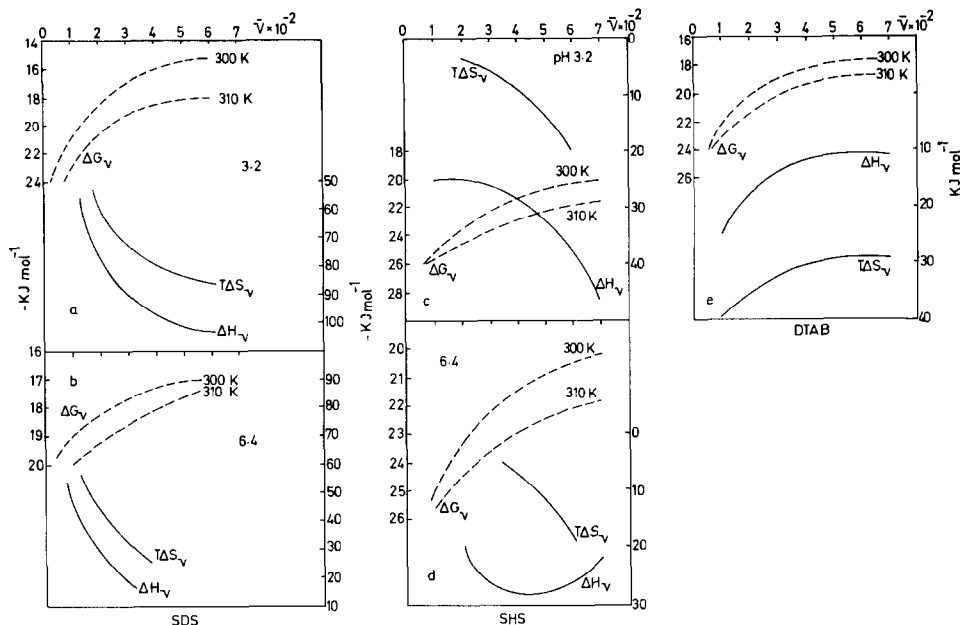 0 1 2 3 4 5 6 7 V̄×10⁻²
14
16
18
20
22
24
300 K
310 K
ΔGᵥ
3·2
50
60
70
80
90
100
TΔSᵥ
ΔHᵥ
a
-KJ mol⁻¹
-KJ mol⁻¹
16
17
18
19
20
b
300 K
310 K
ΔGᵥ
6·4
90
80
70
60
50
40
30
20
10
TΔSᵥ
ΔHᵥ
SDS
0 1 2 3 4 5 6 7 V̄×10⁻²
pH 3·2
0
10
20
30
40
TΔSᵥ
18
20
22
24
26
28
300 K
310 K
ΔGᵥ
ΔHᵥ
c
6·4
20
21
22
23
24
25
26
300 K
310 K
ΔGᵥ
0
10
20
30
TΔSᵥ
ΔHᵥ
d
SHS
0 1 2 3 4 5 6 7 V̄×10⁻²
14
16
18
20
22
24
26
300 K
310 K
ΔGᵥ
10
20
30
40
KJ mol⁻¹
ΔHᵥ
TΔSᵥ
e
DTAB